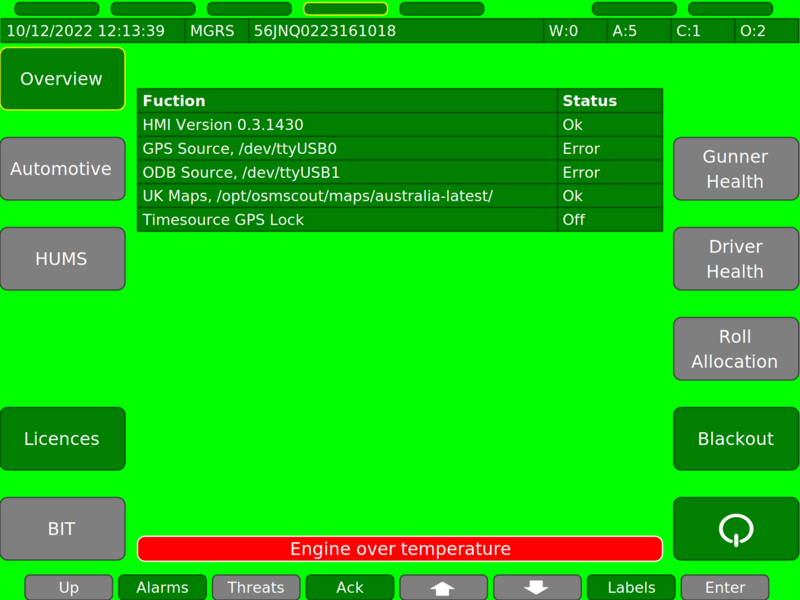 10/12/2022 12:13:39 MGRS 56JNQ0223161018 W:0 A:5 C:1 O:2
Overview
Automotive
HUMS
Licences
BIT
Fuction Status
HMI Version 0.3.1430 Ok
GPS Source, /dev/ttyUSB0 Error
ODB Source, /dev/ttyUSB1 Error
UK Maps, /opt/osmscout/maps/australia-latest/ Ok
Timesource GPS Lock Off
Gunner
Health
Driver
Health
Roll
Allocation
Blackout
Engine over temperature
Up Alarms Threats Ack Labels Enter